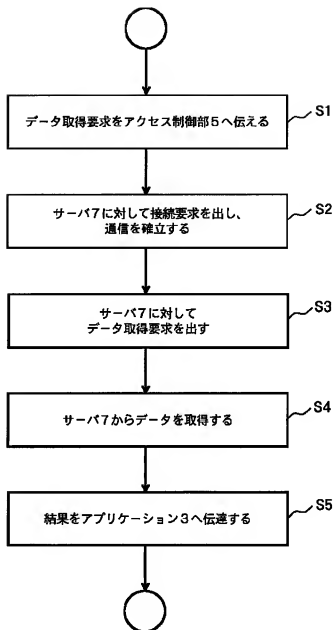 データ取得要求をアクセス制御部5へ伝える
S1
サーバ7に対して接続要求を出し、
通信を確立する
S2
サーバ7に対して
データ取得要求を出す
S3
サーバ7からデータを取得する
S4
結果をアプリケーション3へ伝達する
S5